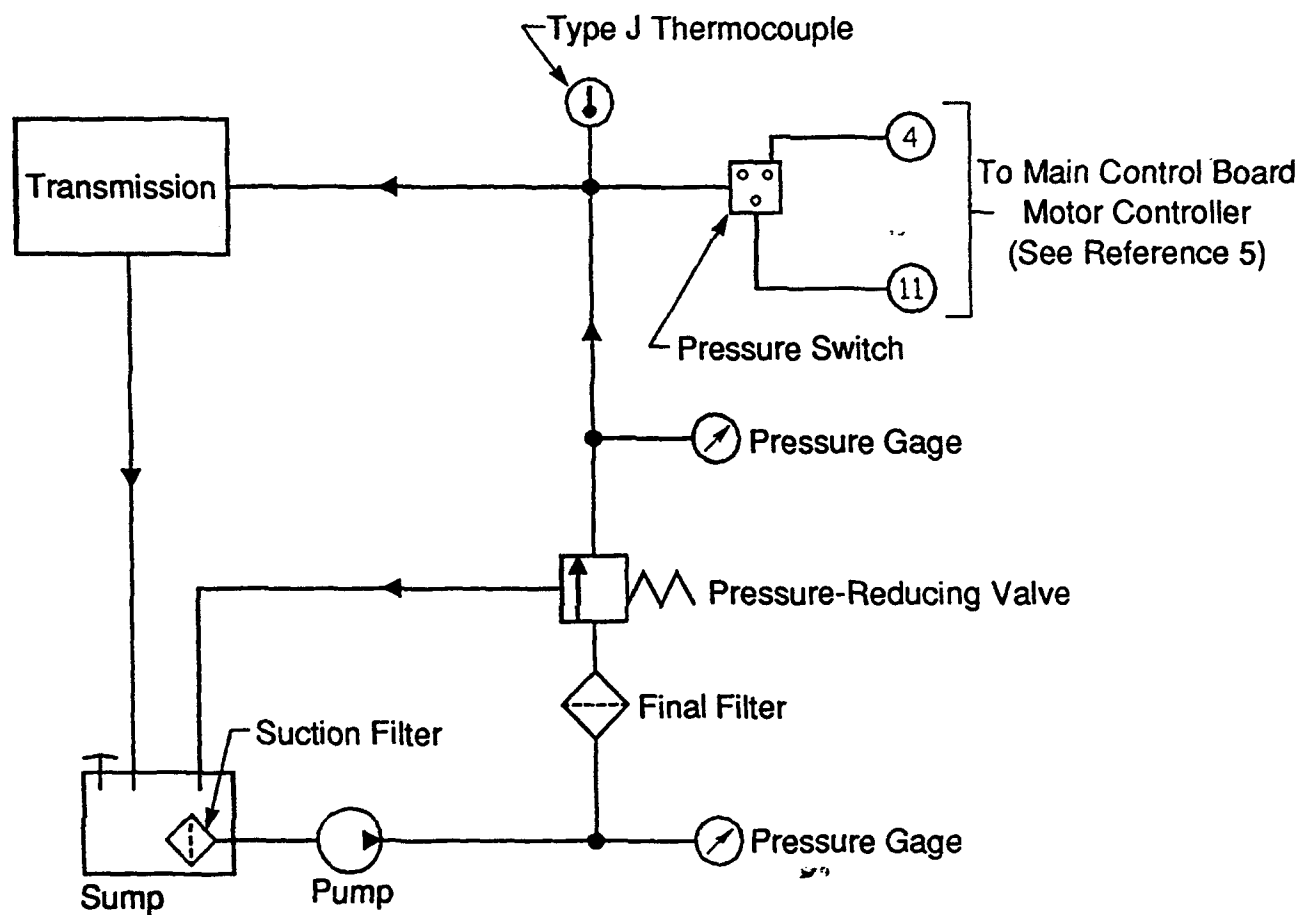 Type J Thermocouple
Transmission
4
To Main Control Board
Motor Controller
(See Reference 5)
11
Pressure Switch
Pressure Gage
Pressure-Reducing Valve
Final Filter
Suction Filter
Pressure Gage
Sump
Pump